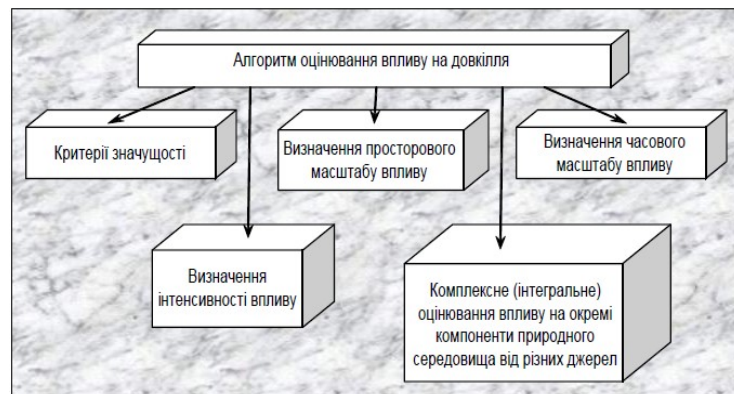 Алгоритм оцінювання впливу на довкілля
Критерії значущості
Визначення просторового
масштабу впливу
Визначення часового
масштабу впливу
Визначення
інтенсивності впливу
Комплексне (інтегральне)
оцінювання впливу на окремі
компоненти природного
середовища від різних джерел